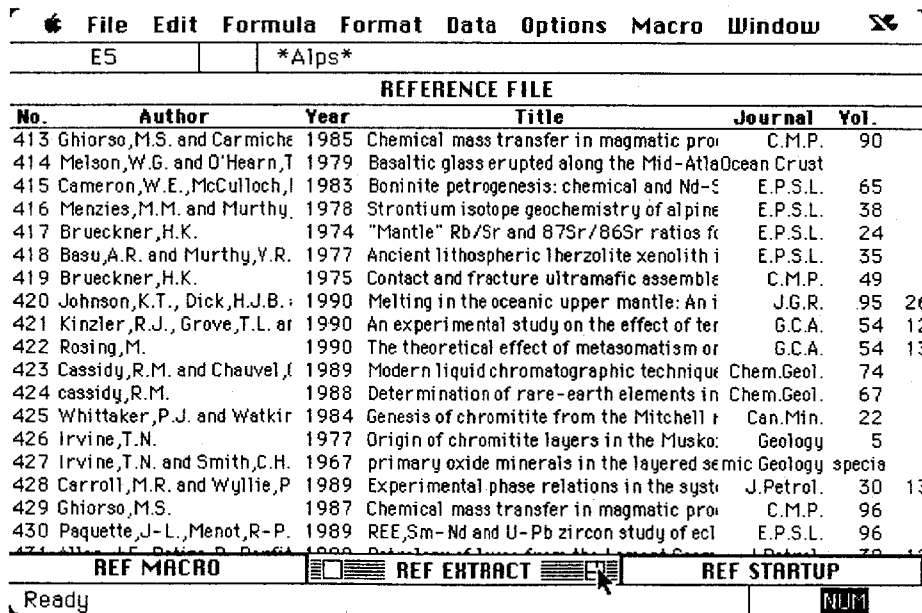 File Edit Formula Format Data Options Macro Window
E5 *Alps*
REFERENCE FILE
No. Author Year Title Journal Vol.
413 Ghiorso,M.S. and Carmicha 1985 Chemical mass transfer in magmatic pro C.M.P. 90
414 Melson,W.G. and O'Hearn,T 1979 Basaltic glass erupted along the Mid-Atla Ocean Crust
415 Cameron,W.E.,McCulloch, 1983 Boninite petrogenesis: chemical and Nd-S E.P.S.L. 65
416 Menzies,M.M. and Murthy, 1978 Strontium isotope geochemistry of alpine E.P.S.L. 38
417 Brueckner,H.K. 1974 "Mantle" Rb/Sr and 87Sr/86Sr ratios fo E.P.S.L. 24
418 Basu,A.R. and Murthy,V.R. 1977 Ancient lithospheric lherzolite xenolith i E.P.S.L. 35
419 Brueckner,H.K. 1975 Contact and fracture ultramafic assembla C.M.P. 49
420 Johnson,K.T., Dick,H.J.B. 1990 Melting in the oceanic upper mantle: An i J.G.R. 95 26
421 Kinzler,R.J., Grove,T.L. ar 1990 An experimental study on the effect of ter G.C.A. 54 12
422 Rosing,M. 1990 The theoretical effect of metasomatism or G.C.A. 54 13
423 Cassidy,R.M. and Chauvel,( 1989 Modern liquid chromatographic technique Chem.Geol. 74
424 cassidy,R.M. 1988 Determination of rare-earth elements in Chem.Geol. 67
425 Whittaker,P.J. and Watkir 1984 Genesis of chromitite from the Mitchell r Can.Min. 22
426 Irvine,T.N. 1977 Origin of chromitite layers in the Musko: Geology 5
427 Irvine,T.N. and Smith,C.H. 1967 primary oxide minerals in the layered se mic Geology specia
428 Carroll,M.R. and Wyllie,P 1989 Experimental phase relations in the syst J.Petrol. 30 13
429 Ghiorso,M.S. 1987 Chemical mass transfer in magmatic pro C.M.P. 96
430 Paquette,J-L.,Menot,R-P. 1989 REE,Sm-Nd and U-Pb zircon study of ecl E.P.S.L. 96
REF MACRO REF EXTRACT REF STARTUP
Ready NUM